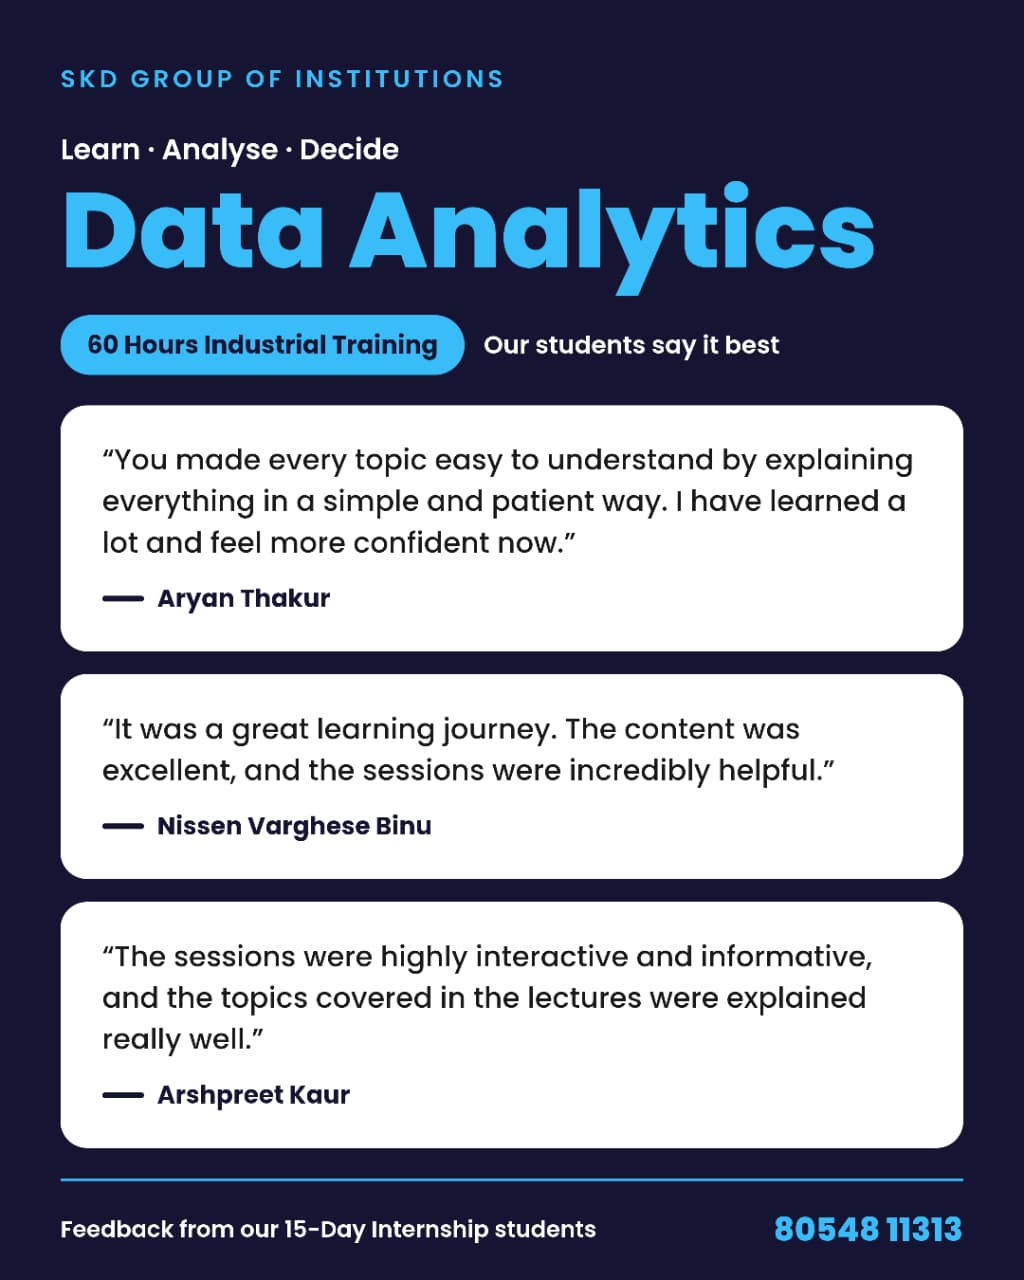 SKD GROUP OF INSTITUTIONS
Learn · Analyse · Decide
Data Analytics
60 Hours Industrial Training
Our students say it best
“You made every topic easy to understand by explaining
everything in a simple and patient way. I have learned a
lot and feel more confident now.”
— Aryan Thakur
“It was a great learning journey. The content was
excellent, and the sessions were incredibly helpful.”
— Nissen Varghese Binu
“The sessions were highly interactive and informative,
and the topics covered in the lectures were explained
really well.”
— Arshpreet Kaur
Feedback from our 15-Day Internship students
80548 11313